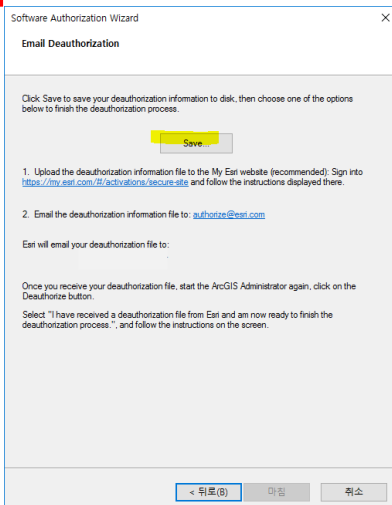 Software Authorization Wizard
Email Deauthorization
Click Save to save your deauthorization information to disk, then choose one of the options
below to finish the deauthorization process.
Save...
1. Upload the deauthorization information file to the My Esri website (recommended): Sign into
https://my.esri.com/#/activations/secure-site and follow the instructions displayed there.
2. Email the deauthorization information file to: authorize@esri.com
Esri will email your deauthorization file to:
Once you receive your deauthorization file, start the ArcGIS Administrator again, click on the
Deauthorize button.
Select "I have received a deauthorization file from Esri and am now ready to finish the
deauthorization process.", and follow the instructions on the screen.
< 뒤로(B) 마침 취소